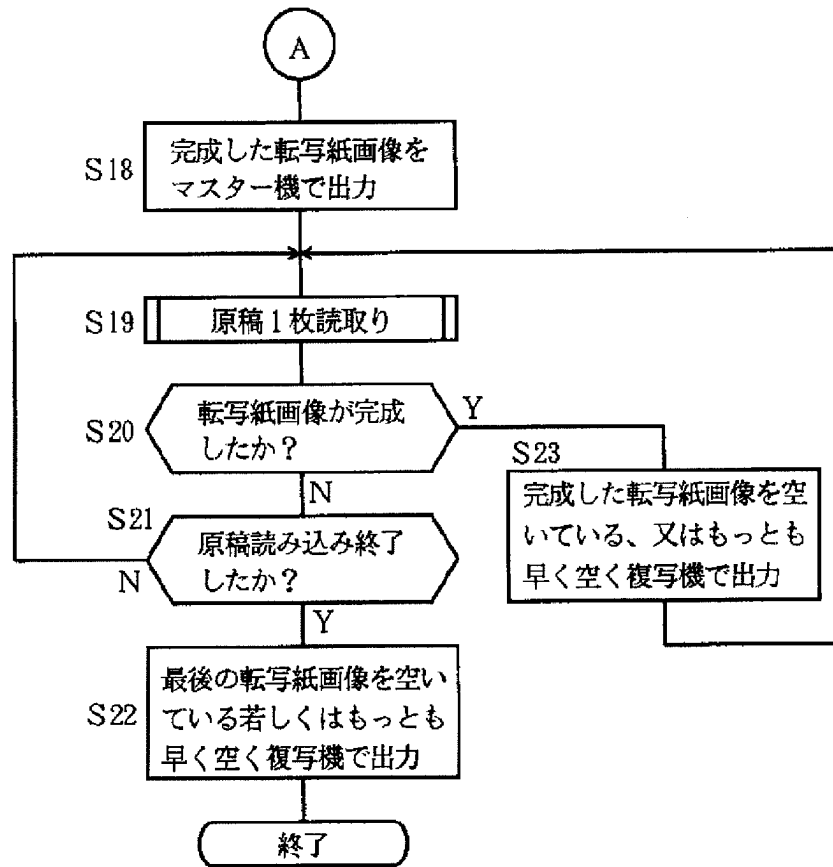 A
S18
完成した転写紙画像を
マスター機で出力
S19
原稿1枚読取り
S20
転写紙画像が完成
したか?
Y
N
S21
原稿読み込み終了
したか?
N
Y
S23
完成した転写紙画像を空
いている、又はもっとも
早く空く複写機で出力
S22
最後の転写紙画像を空い
ている若しくはもっとも
早く空く複写機で出力
終了